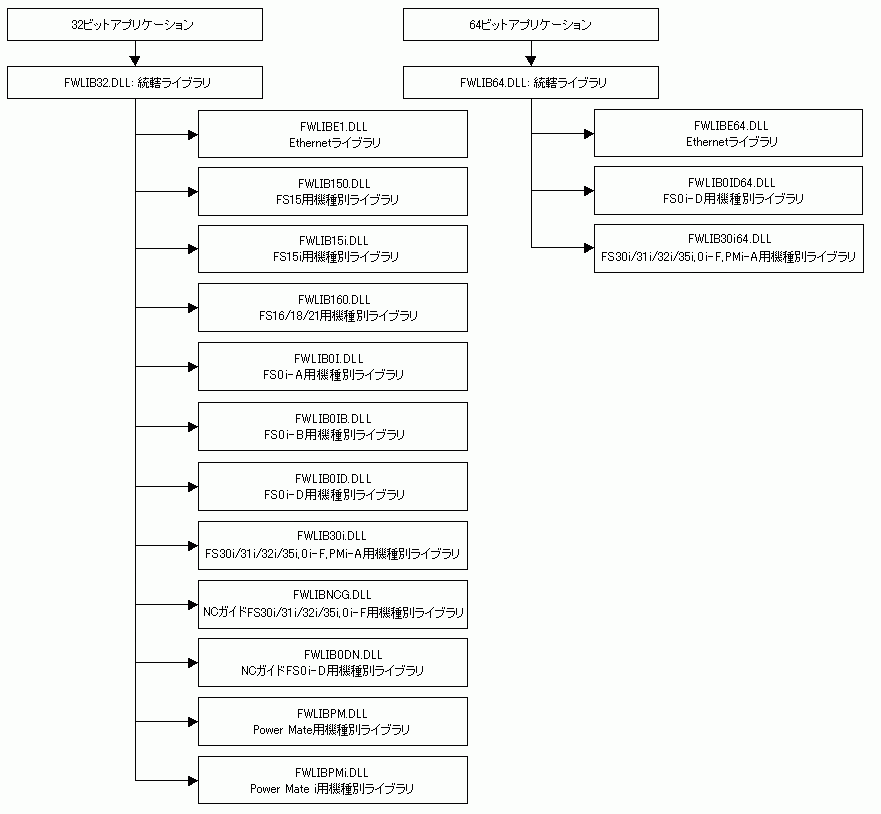 32ビットアプリケーション
FWLIB32.DLL: 統轄ライブラリ
FWLIBE1.DLL
Ethernetライブラリ
FWLIB150.DLL
FS15用機種別ライブラリ
FWLIB15i.DLL
FS15i用機種別ライブラリ
FWLIB160.DLL
FS16/18/21用機種別ライブラリ
FWLIB0I.DLL
FS0i-A用機種別ライブラリ
FWLIB0IB.DLL
FS0i-B用機種別ライブラリ
FWLIB0ID.DLL
FS0i-D用機種別ライブラリ
FWLIB30i.DLL
FS30i/31i/32i/35i,0i-F,PMi-A用機種別ライブラリ
FWLIBNCG.DLL
NCガイドFS30i/31i/32i/35i,0i-F用機種別ライブラリ
FWLIB0DN.DLL
NCガイドFS0i-D用機種別ライブラリ
FWLIBPM.DLL
Power Mate用機種別ライブラリ
FWLIBPMi.DLL
Power Mate i用機種別ライブラリ
64ビットアプリケーション
FWLIB64.DLL: 統轄ライブラリ
FWLIBE64.DLL
Ethernetライブラリ
FWLIB0ID64.DLL
FS0i-D用機種別ライブラリ
FWLIB30i64.DLL
FS30i/31i/32i/35i,0i-F,PMi-A用機種別ライブラリ